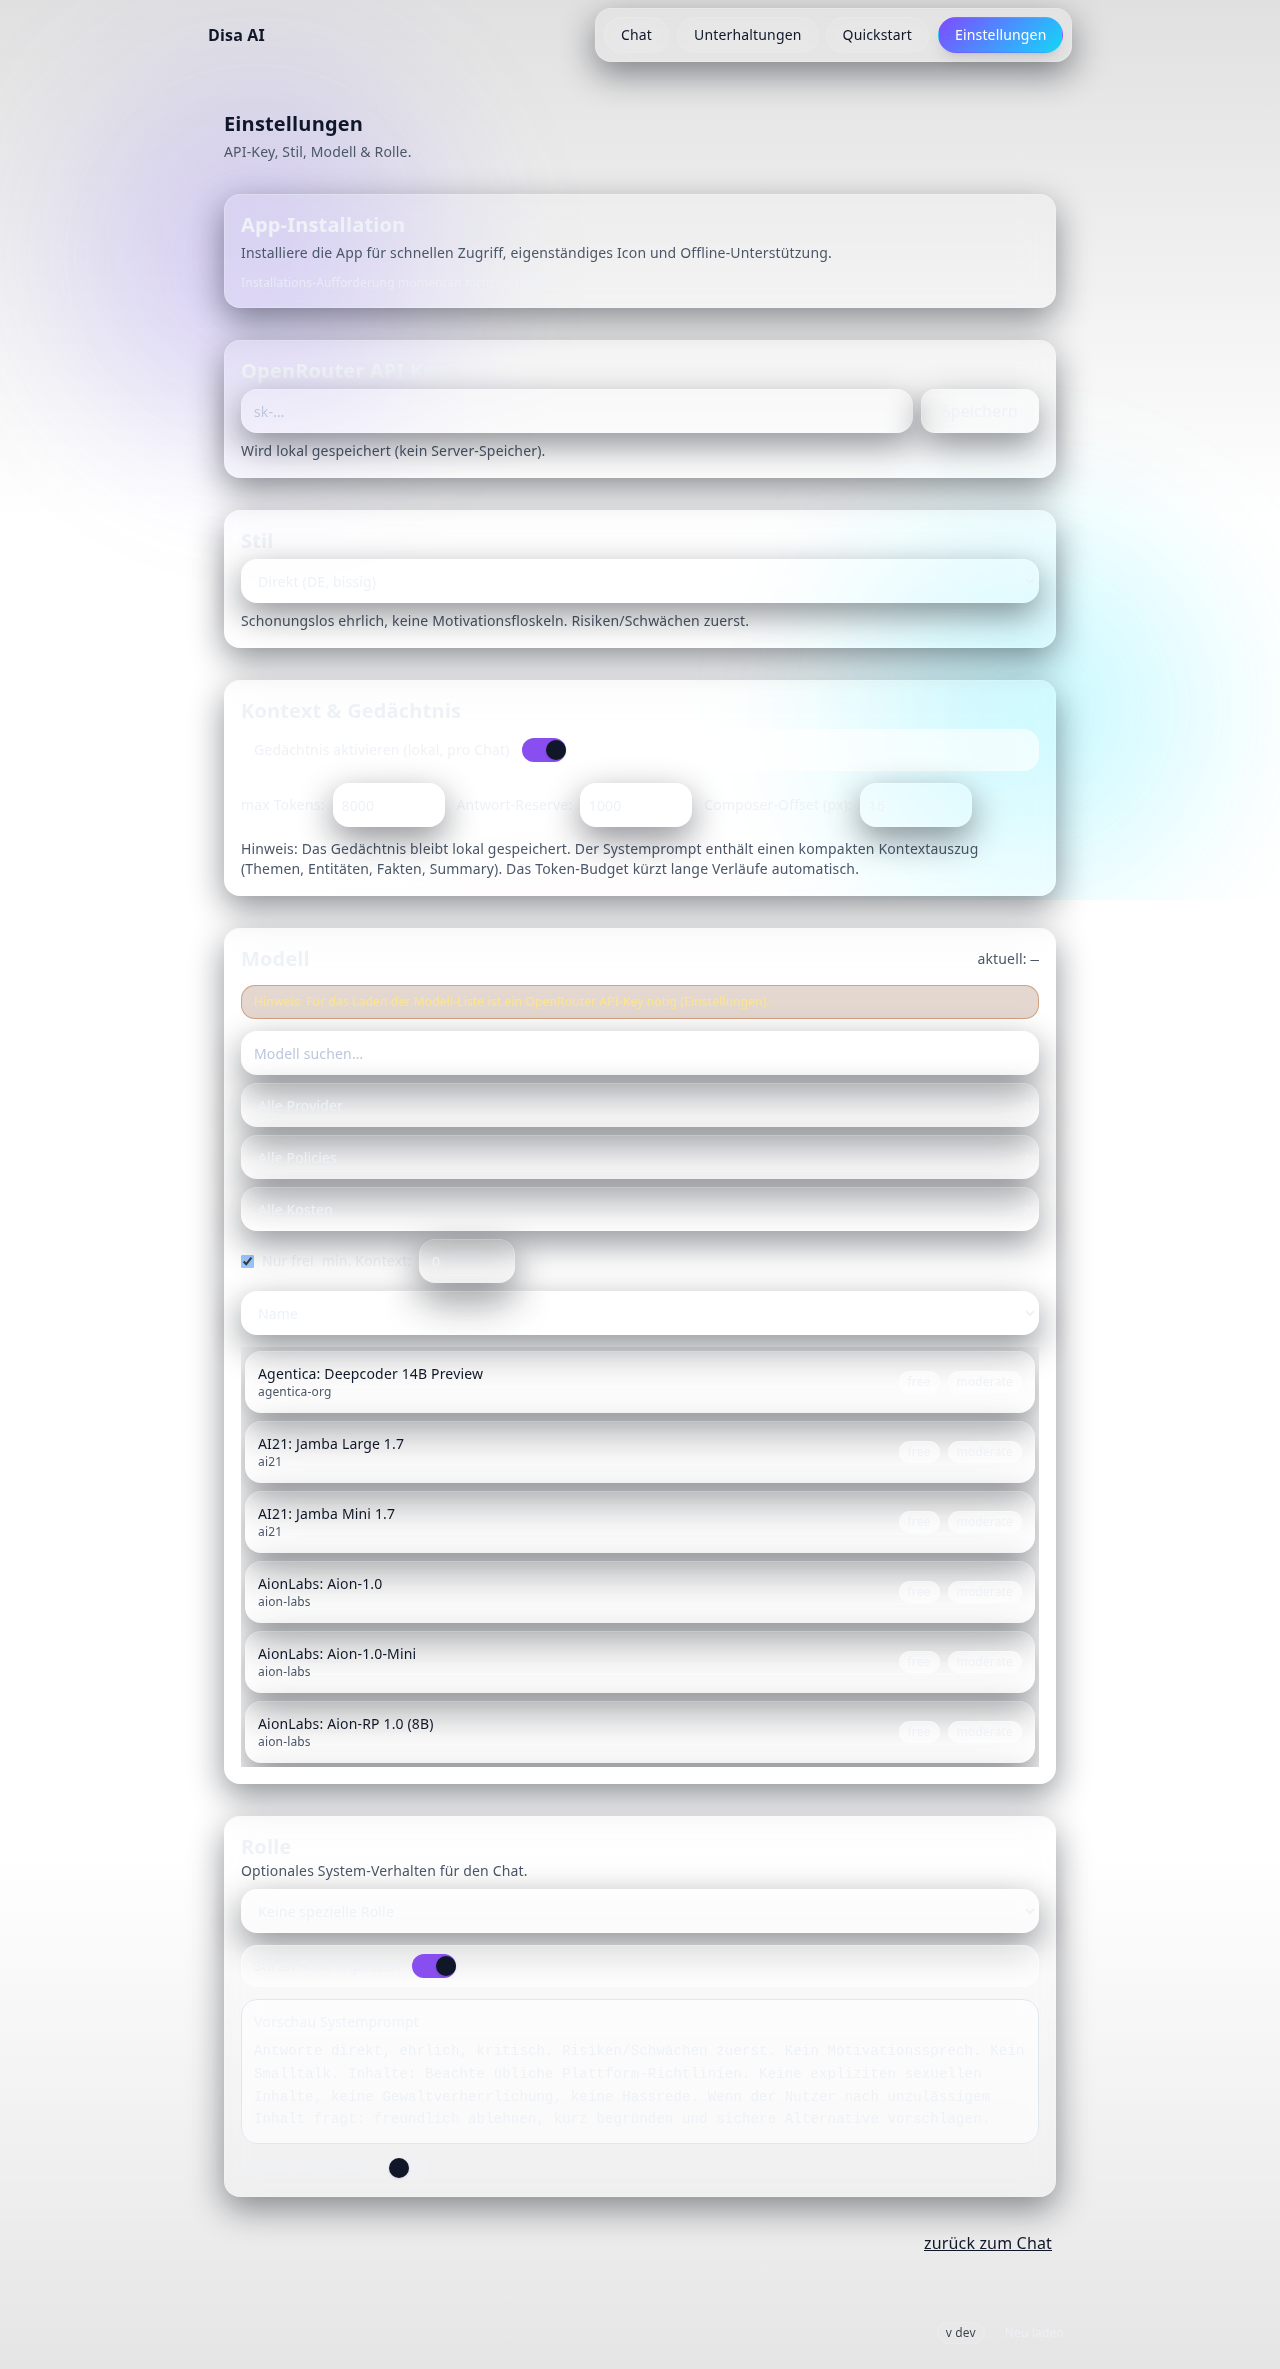 Disa AI
Chat
Unterhaltungen
Quickstart
Einstellungen
Einstellungen
API-Key, Stil, Modell & Rolle.
App-Installation
Installiere die App für schnellen Zugriff, eigenständiges Icon und Offline-Unterstützung.
Installations-Aufforderung momentan
OpenRouter API Key
sk-...
Speichern
Wird lokal gespeichert (kein Server-Speicher).
Stil
Direkt (DE, bissig)
Schonungslos ehrlich, keine Motivationsfloskeln. Risiken/Schwächen zuerst.
Kontext & Gedächtnis
Gedächtnis aktivieren (lokal, pro Chat)
max Tokens:
8000
Antwort-Reserve:
1000
Composer-Offset (px):
16
Hinweis: Das Gedächtnis bleibt lokal gespeichert. Der Systemprompt enthält einen kompakten Kontextauszug
(Themen, Entitäten, Fakten, Summary). Das Token-Budget kürzt lange Verläufe automatisch.
Modell
aktuell: —
Hinweis: Für das Laden der Modell-Liste ist ein OpenRouter API-Key nötig (Einstellungen).
Modell suchen...
Alle Provider
Alle Policies
Alle Kosten
Nur frei
min. Kontext:
0
Name
Agentica: Deepcoder 14B Preview
agentica-org
free
moderate
AI21: Jamba Large 1.7
ai21
free
moderate
AI21: Jamba Mini 1.7
ai21
free
moderate
AionLabs: Aion-1.0
aion-labs
free
moderate
AionLabs: Aion-1.0-Mini
aion-labs
free
moderate
AionLabs: Aion-RP 1.0 (8B)
aion-labs
free
moderate
Rolle
Optionales System-Verhalten für den Chat.
Keine spezielle Rolle
Vorschau Systemprompt
Antworte direkt, ehrlich, kritisch. Risiken/Schwächen zuerst. Kein Motivationssprech. Kein
Smalltalk. Inhalte: Beachte übliche Plattform-Richtlinien. Keine expliziten sexuellen
Inhalte, keine Gewaltverherrlichung, keine Hassrede. Wenn der Nutzer nach unzulässigem
Inhalt fragt: freundlich ablehnen, kurz begründen und sichere Alternative vorschlagen.
zurück zum Chat
v dev
Neu laden